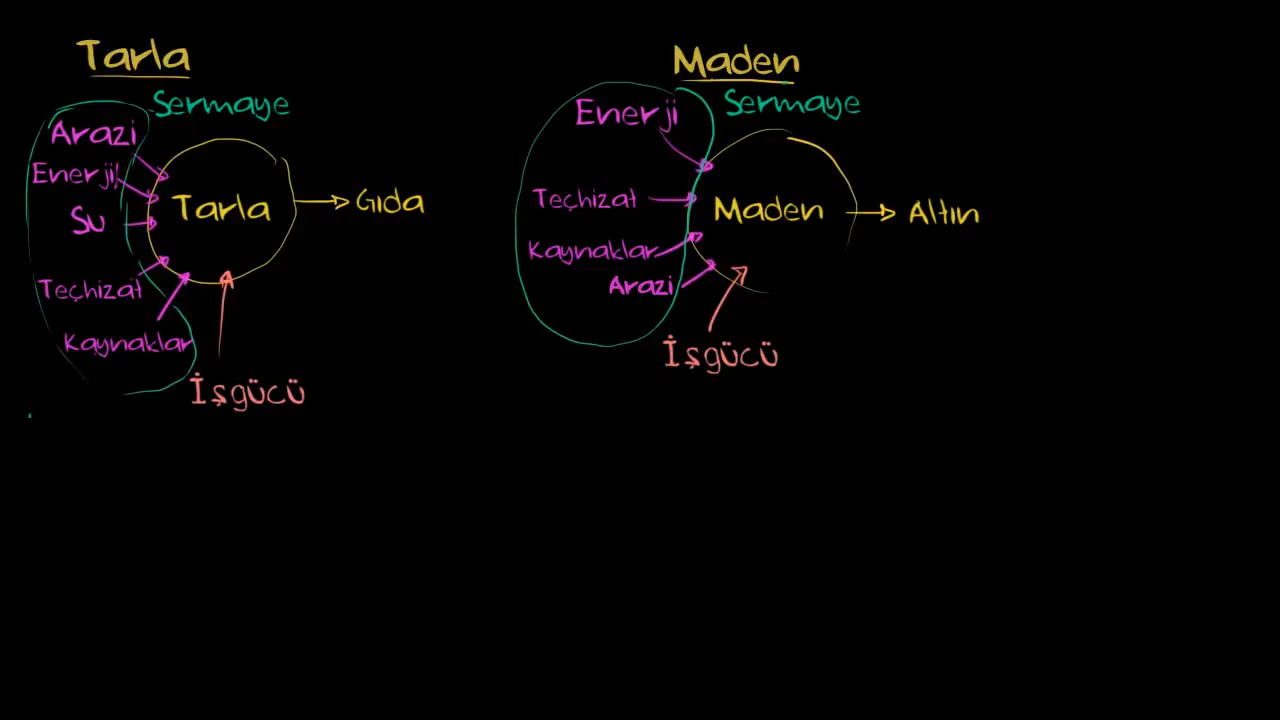 Tarla
Sermaye
Arazi
Enerji
Su
Teçhizat
Kaynaklar
Tarla
Gıda
İşgücü
Maden
Sermaye
Enerji
Teçhizat
Kaynaklar
Arazi
Maden
Altın
İşgücü